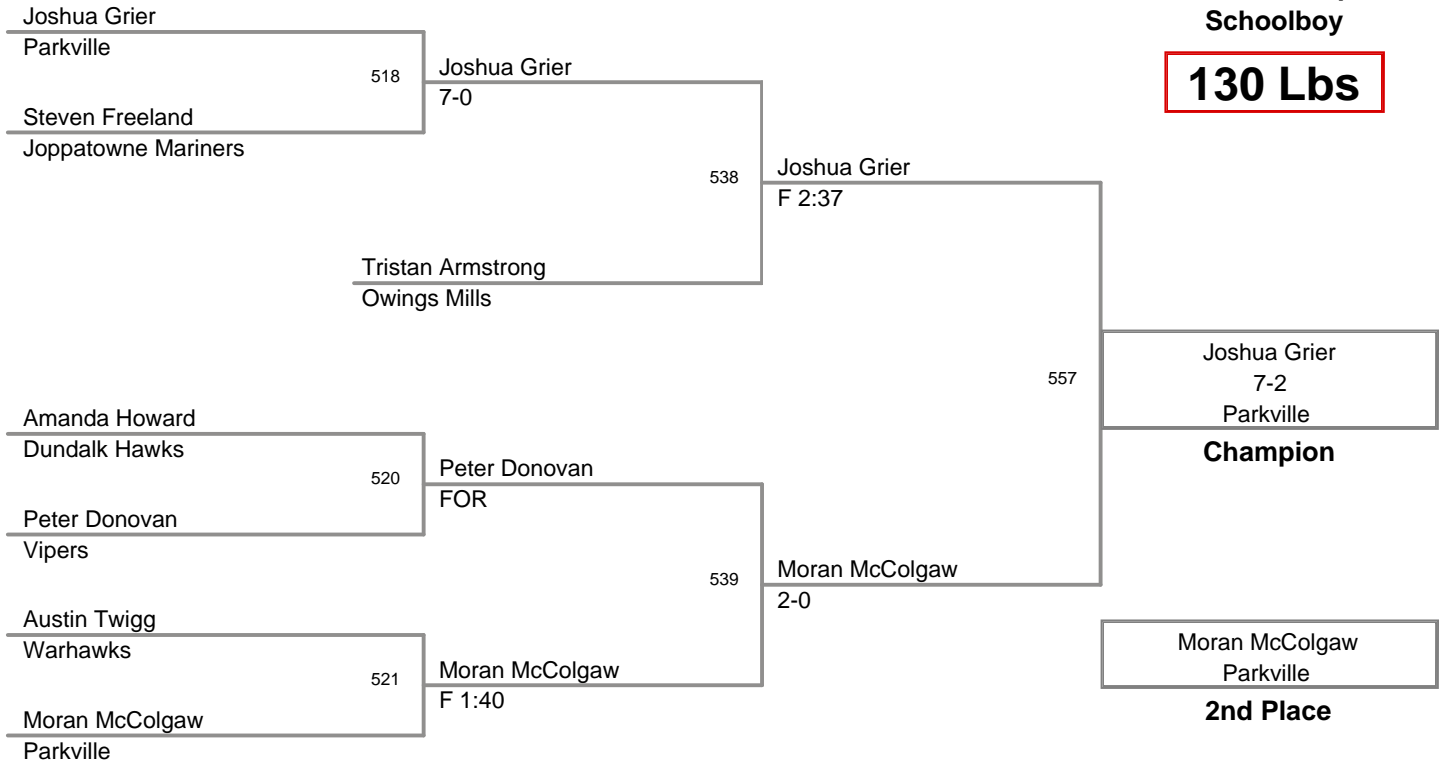 Schoolboy
130 Lbs
Joshua Grier
Parkville
518
Joshua Grier
7-0
Steven Freeland
Joppatowne Mariners
538
Joshua Grier
F 2:37
Tristan Armstrong
Owings Mills
557
Joshua Grier
7-2
Parkville
Champion
Amanda Howard
Dundalk Hawks
520
Peter Donovan
FOR
Peter Donovan
Vipers
539
Moran McColgaw
2-0
Austin Twigg
Warhawks
521
Moran McColgaw
F 1:40
Moran McColgaw
Parkville
Moran McColgaw
Parkville
2nd Place